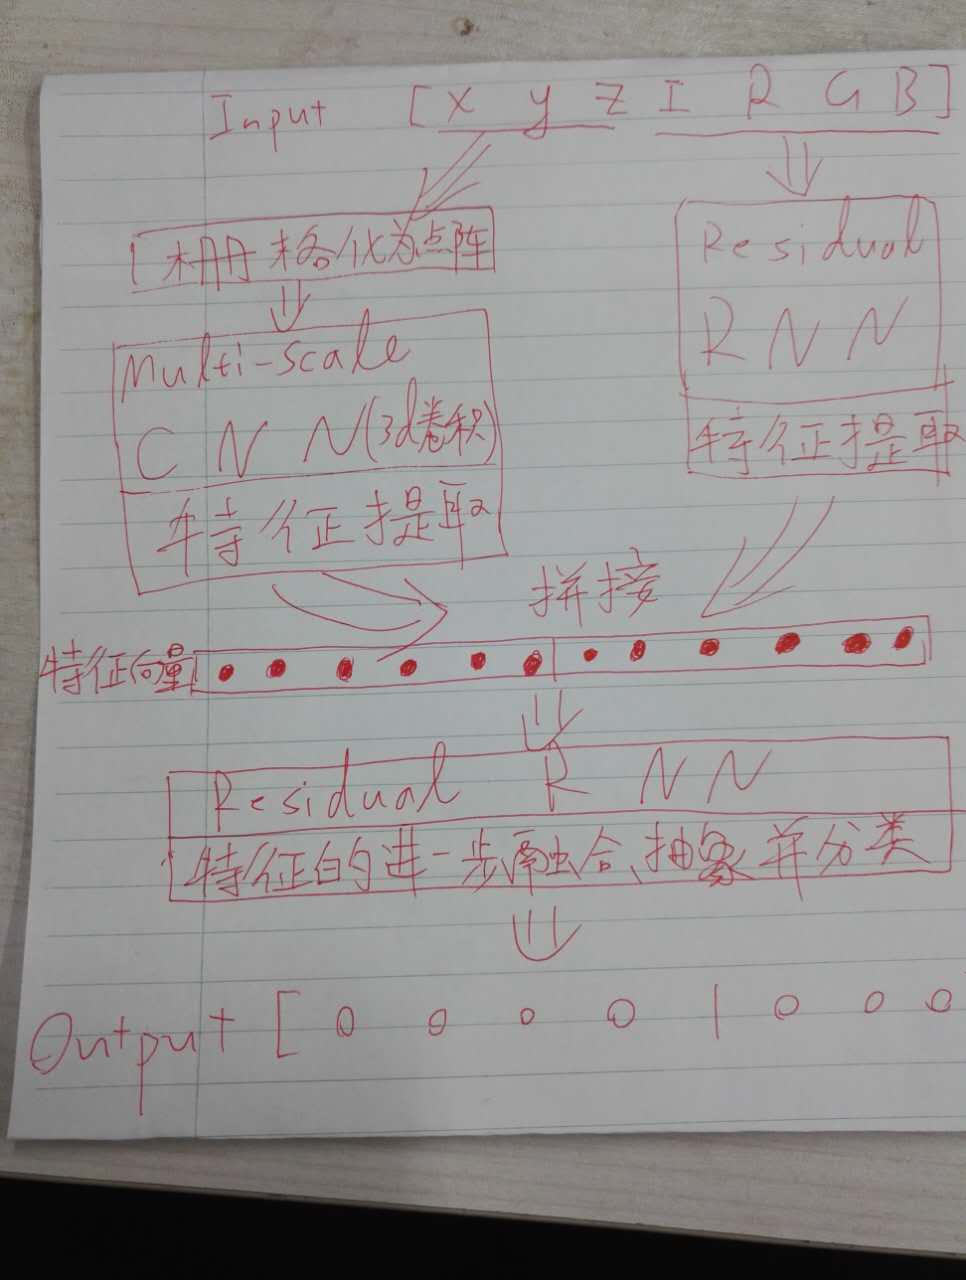 Input [X y Z I R G B]
栅格化为点阵
Residual
RNN
特征提取
Multi-scale
CNN(3d卷积)
特征提取
拼接
特征向量
Residual RNN
特征的进一步融合、抽象并分类
Output [0 0 0 0 1 0 0 0